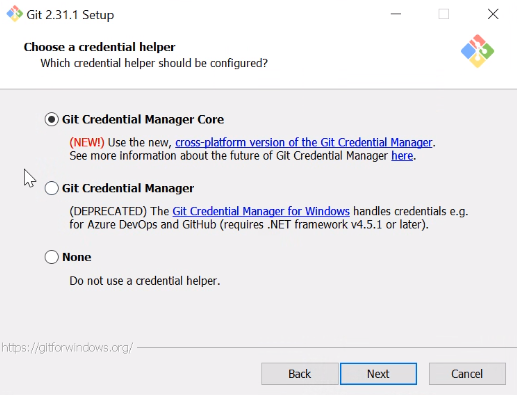 Git 2.31.1 Setup
Choose a credential helper
Which credential helper should be configured?
Git Credential Manager Core
(NEW!) Use the new, cross-platform version of the Git Credential Manager.
See more information about the future of Git Credential Manager here.
Git Credential Manager
(DEPRECATED) The Git Credential Manager for Windows handles credentials e.g.
for Azure DevOps and GitHub (requires .NET framework v4.5.1 or later).
None
Do not use a credential helper.
https://gitforwindows.org/
Back Next Cancel